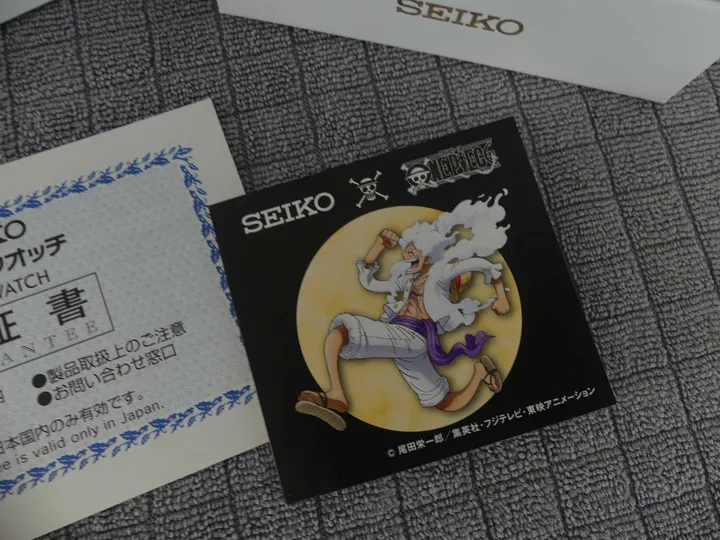 SEIKO
SEIKO
ONE PIECE
© 尾田栄一郎／集英社・フジテレビ・東映アニメーション
KO
ウオッチ
WATCH
証 書
ANTEE
●製品取扱上のご注意
●お問い合わせ窓口
本国内のみ有効です。
ee is valid only in Japan.